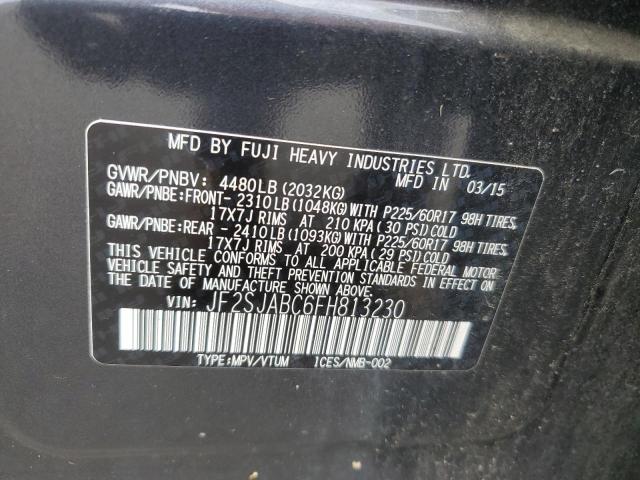 MFD BY FUJI HEAVY INDUSTRIES LTD.
GVWR/PNBV: 4480LB(2032KG) MFD IN 03/15
GAWR/PNBE:FRONT- 2310LB(1048KG)WITH P225/60R17 98H TIRES,
17X7J RIMS AT 210 KPA(30 PSI)COLD
GAWR/PNBE:REAR - 2410LB(1093KG)WITH P225/60R17 98H TIRES,
17X7J RIMS AT 200 KPA(29 PSI)COLD
THIS VEHICLE CONFORMS TO ALL APPLICABLE FEDERAL MOTOR
VEHICLE SAFETY AND THEFT PREVENTION STANDARDS IN EFFECT ON
THE DATE OF MANUFACTURE SHOWN ABOVE.
VIN: JF2SJABC6FH813230
TYPE:MPV/VTUM ICES/NMB-002